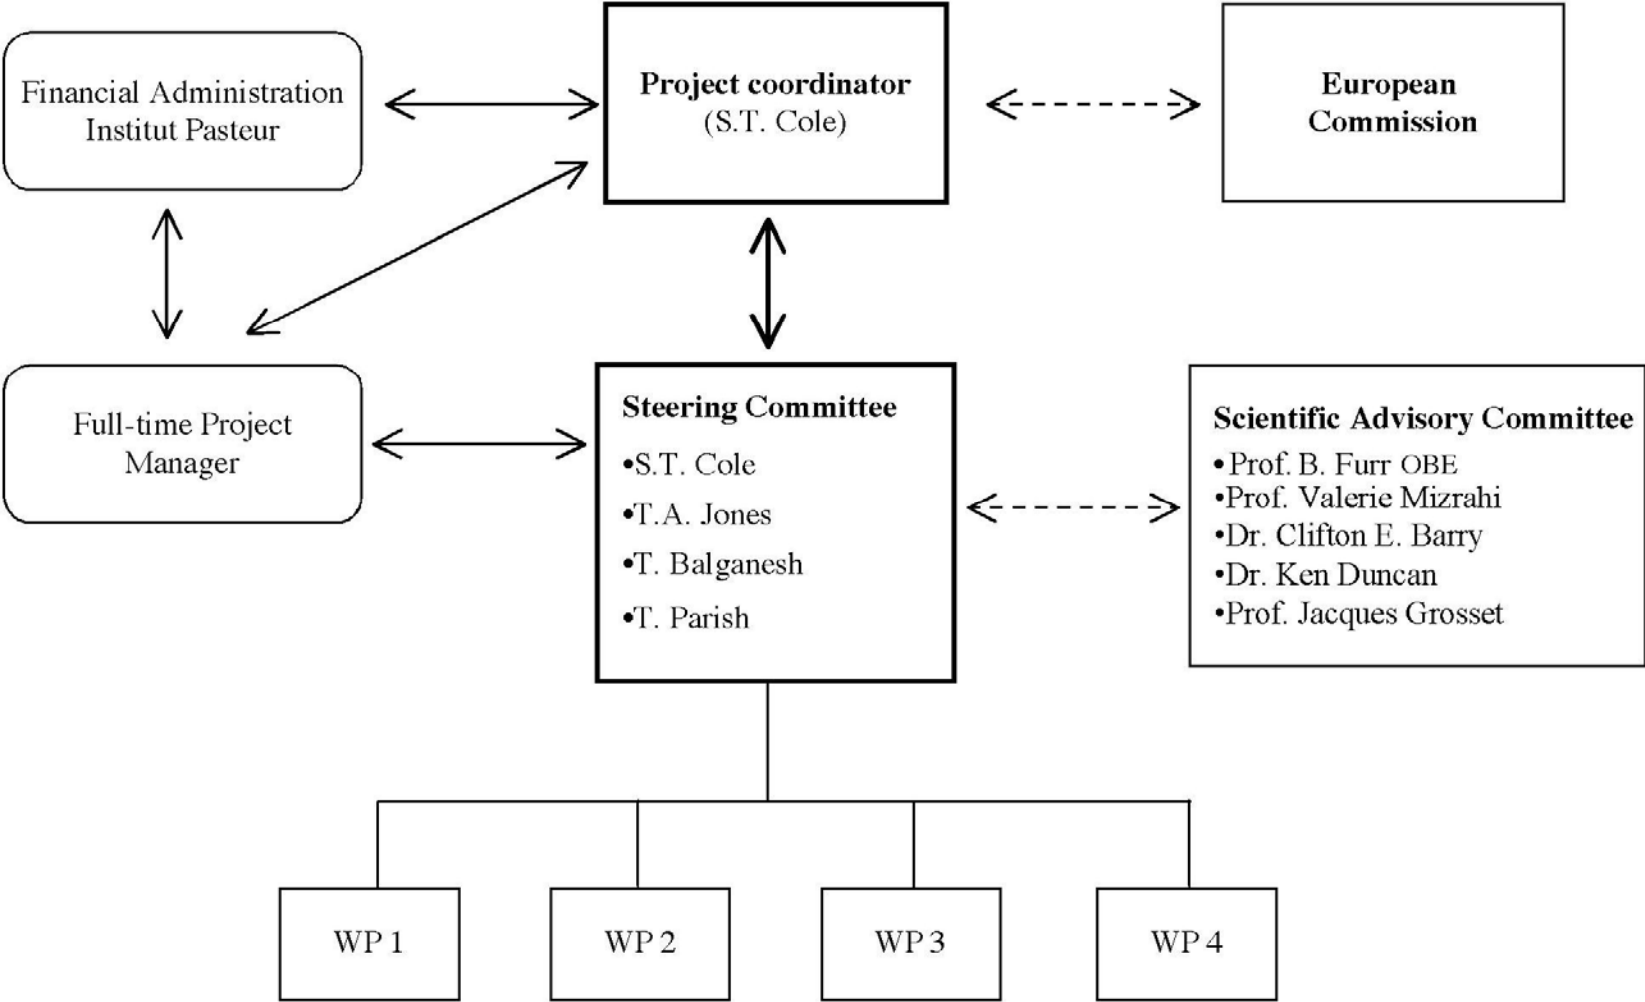 Financial Administration
Institut Pasteur
Project coordinator
(S.T. Cole)
European
Commission
Full-time Project
Manager
Steering Committee
•S.T. Cole
•T.A. Jones
•T. Balganesh
•T. Parish
Scientific Advisory Committee
•Prof. B. Furr OBE
•Prof. Valerie Mizrahi
•Dr. Clifton E. Barry
•Dr. Ken Duncan
•Prof. Jacques Grosset
WP 1
WP 2
WP 3
WP 4